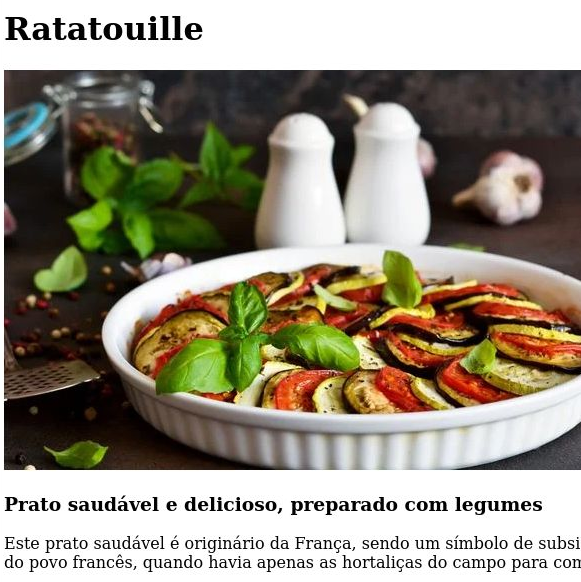 Ratatouille
Prato saudável e delicioso, preparado com legumes
Este prato saudável é originário da França, sendo um símbolo de
do povo francês, quando havia apenas as hortaliças do campo para